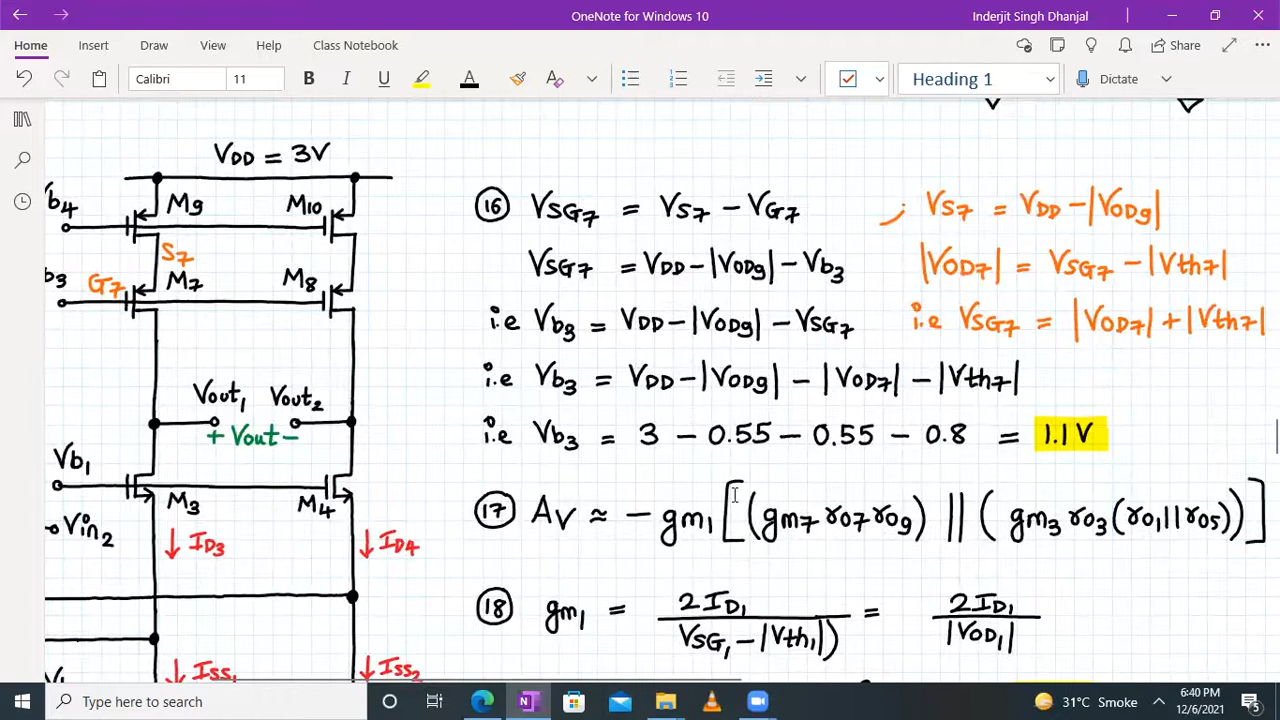 OneNote for Windows 10
Inderjit Singh Dhanjal
Home Insert Draw View Help Class Notebook
Share
Calibri 11 B I U A Heading 1 Dictate
VDD = 3V
b4 M9 M10
S7
b3 G7 M7 M8
Vout1 Vout2
+ Vout -
Vb1
M3 M4
Vin2
ID3 ID4
ISS1 ISS2
(16) VSG7 = VS7 - VG7
VS7 = VDD - |VOD9|
VSG7 = VDD - |VOD9| - Vb3
|VOD7| = VSG7 - |Vth7|
i.e Vb3 = VDD - |VOD9| - VSG7
i.e VSG7 = |VOD7| + |Vth7|
i.e Vb3 = VDD - |VOD9| - |VOD7| - |Vth7|
i.e Vb3 = 3 - 0.55 - 0.55 - 0.8 = 1.1 V
(17) AV ≈ - gm1 [(gm7 ro7 ro9) || ( gm3 ro3 (ro1 || ro5))]
(18) gm1 = 2ID1 / VSG1 - |Vth1|) = 2ID1 / |VOD1|
Type here to search
31°C Smoke
6:40 PM
12/6/2021
5